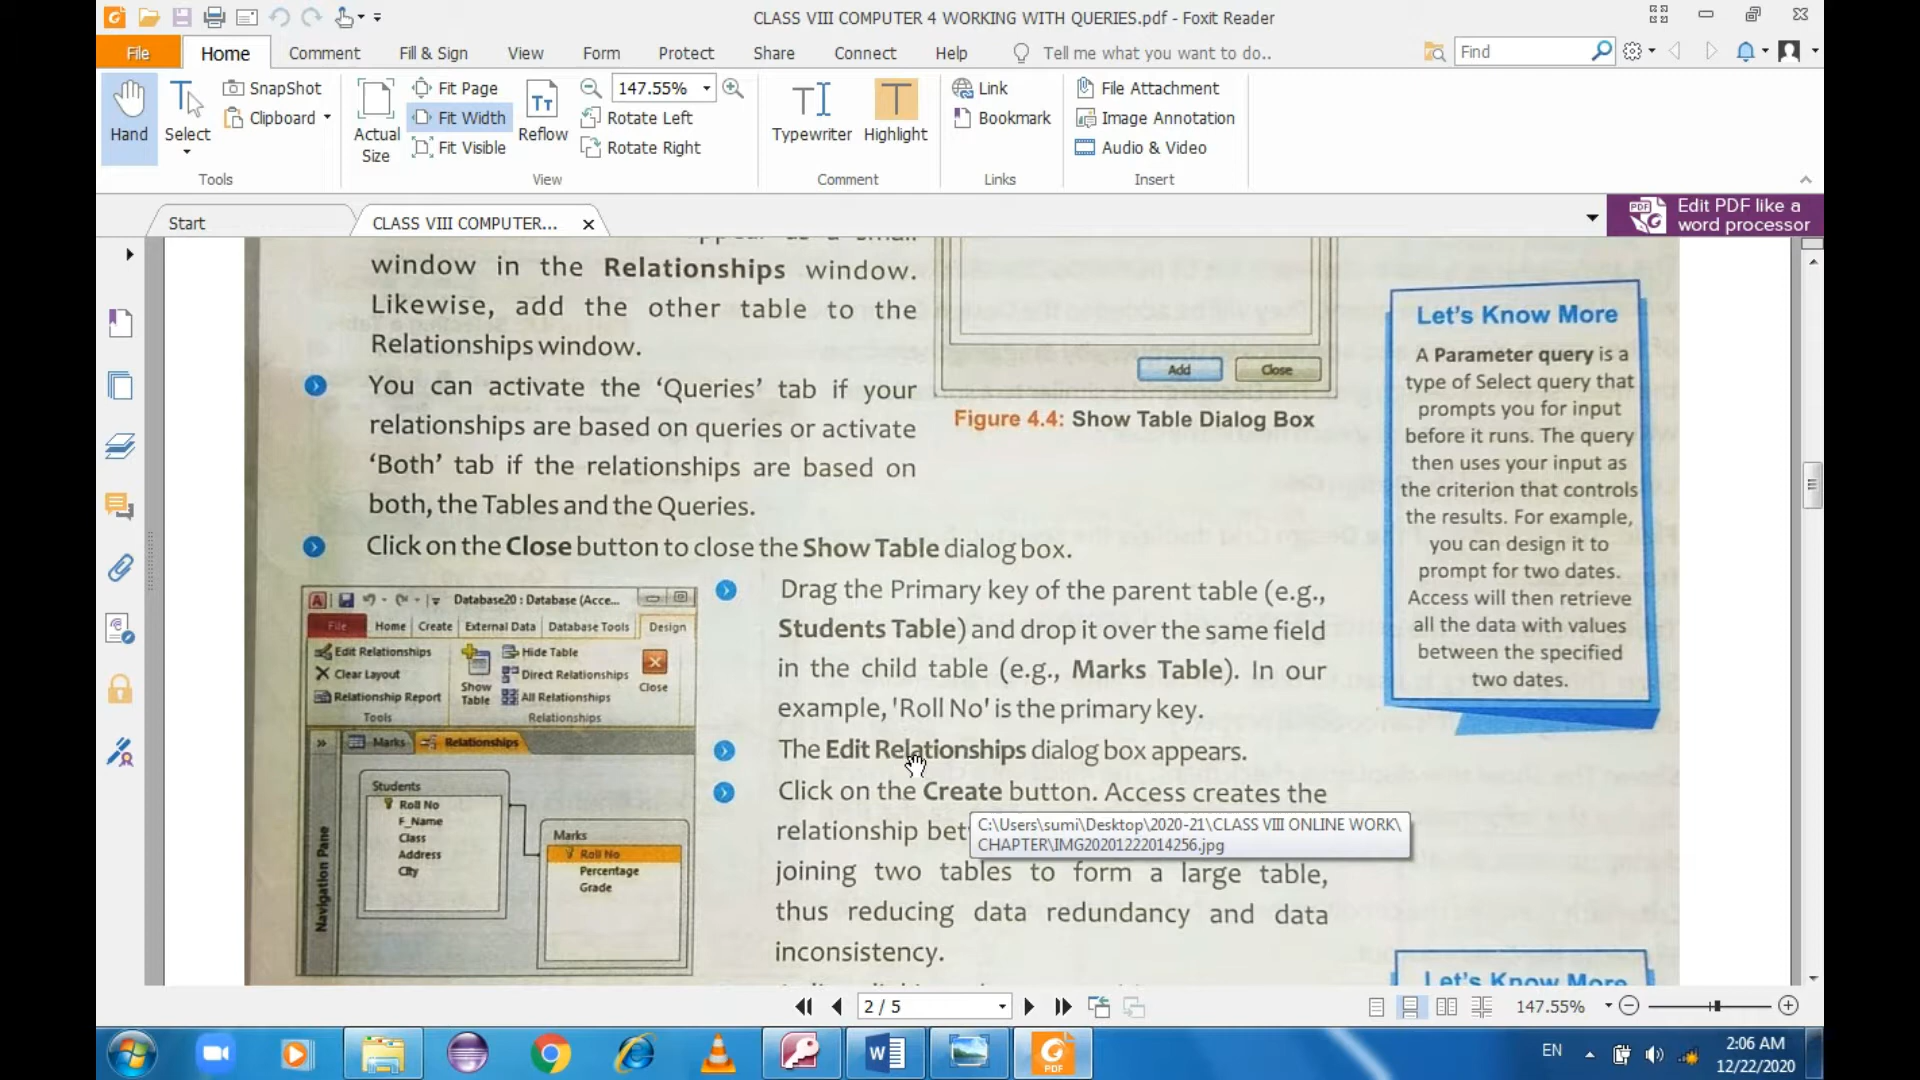 CLASS VIII COMPUTER 4 WORKING WITH QUERIES.pdf - Foxit Reader
File Home Comment Fill & Sign View Form Protect Share Connect Help Tell me what you want to do.. Find
Hand
Select
SnapShot
Clipboard
Tools
Actual
Size
Fit Page
Fit Width
Fit Visible
Reflow
147.55%
Rotate Left
Rotate Right
View
Typewriter
Highlight
Comment
Link
Bookmark
Links
File Attachment
Image Annotation
Audio & Video
Insert
Start
CLASS VIII COMPUTER...
Edit PDF like a
word processor
window in the Relationships window.
Likewise, add the other table to the
Relationships window.
You can activate the ‘Queries’ tab if your
relationships are based on queries or activate
‘Both’ tab if the relationships are based on
both, the Tables and the Queries.
Click on the Close button to close the Show Table dialog box.
Add Close
Figure 4.4: Show Table Dialog Box
Let's Know More
A Parameter query is a
type of Select query that
prompts you for input
before it runs. The query
then uses your input as
the criterion that controls
the results. For example,
you can design it to
prompt for two dates.
Access will then retrieve
all the data with values
between the specified
two dates.
Database20 : Database (Acce...
File Home Create External Data Database Tools Design
Edit Relationships
Clear Layout
Relationship Report
Tools
Show
Table
Hide Table
Direct Relationships
All Relationships
Relationships
Close
Marks Relationships
Navigation Pane
Students
Roll No
F_Name
Class
Address
City
Marks
Roll No
Percentage
Grade
Drag the Primary key of the parent table (e.g.,
Students Table) and drop it over the same field
in the child table (e.g., Marks Table). In our
example, 'Roll No' is the primary key.
The Edit Relationships dialog box appears.
Click on the Create button. Access creates the
relationship bet
C:\Users\sumi\Desktop\2020-21\CLASS VIII ONLINE WORK\
CHAPTER\IMG20201222014256.jpg
joining two tables to form a large table,
thus reducing data redundancy and data
inconsistency.
Let's Know More
2 / 5
147.55%
EN
2:06 AM
12/22/2020